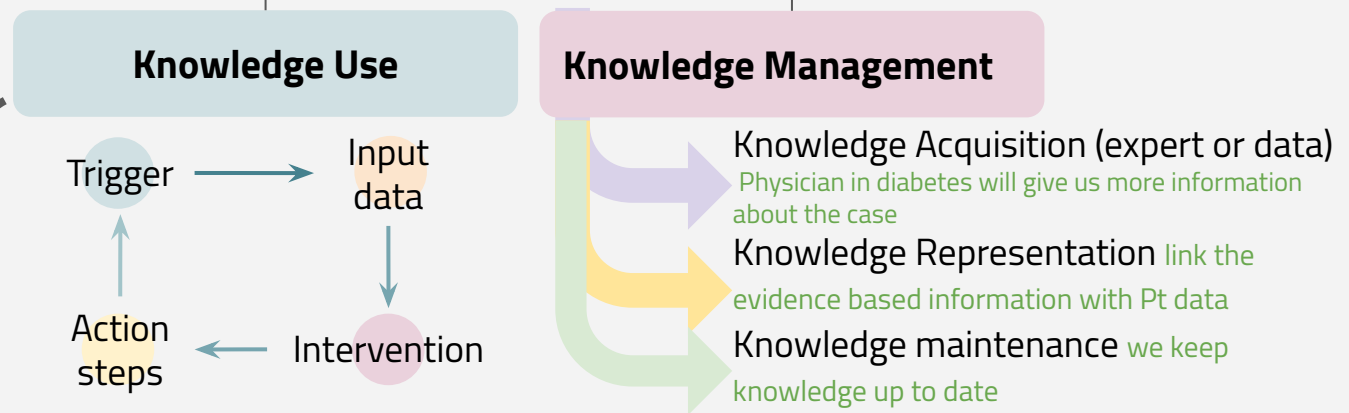 Knowledge Use
Trigger
Input
data
Action
steps
Intervention
Knowledge Management
Knowledge Acquisition (expert or data)
Physician in diabetes will give us more information
about the case
Knowledge Representation link the
evidence based information with Pt data
Knowledge maintenance we keep
knowledge up to date